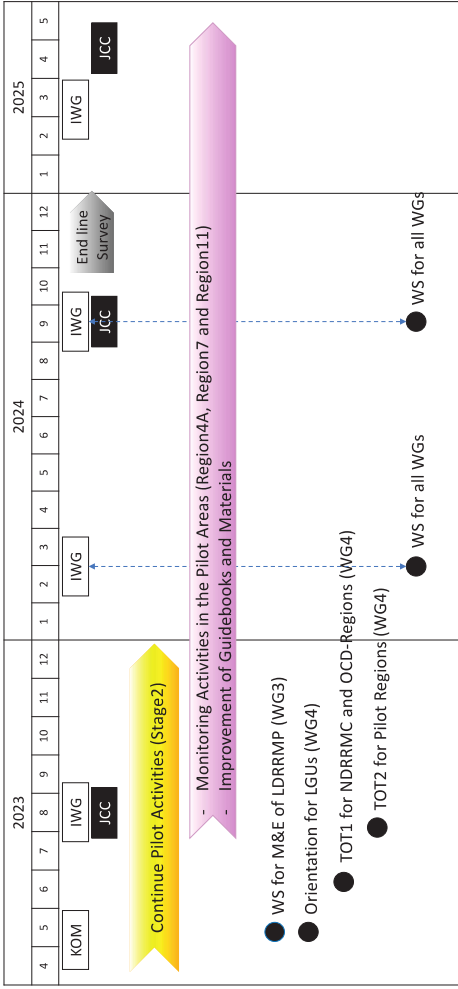 2023 2024 2025
4 5 6 7 8 9 10 11 12 1 2 3 4 5 6 7 8 9 10 11 12 1 2 3 4 5
KOM IWG IWG IWG IWG
JCC JCC JCC
End line
Survey
Continue Pilot Activities (Stage2)
- Monitoring Activities in the Pilot Areas (Region4A, Region7 and Region11)
- Improvement of Guidebooks and Materials
WS for M&E of LDRRMP (WG3)
Orientation for LGUs (WG4)
TOT1 for NDRRMC and OCD-Regions (WG4)
TOT2 for Pilot Regions (WG4)
WS for all WGs WS for all WGs